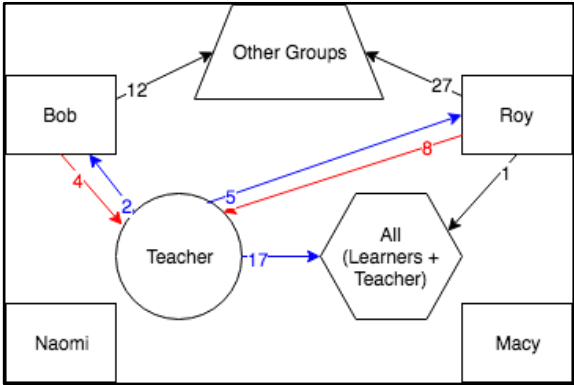 Other Groups
12
27
Bob
Roy
4
2
5
8
1
Teacher
17
All
(Learners +
Teacher)
Naomi
Macy